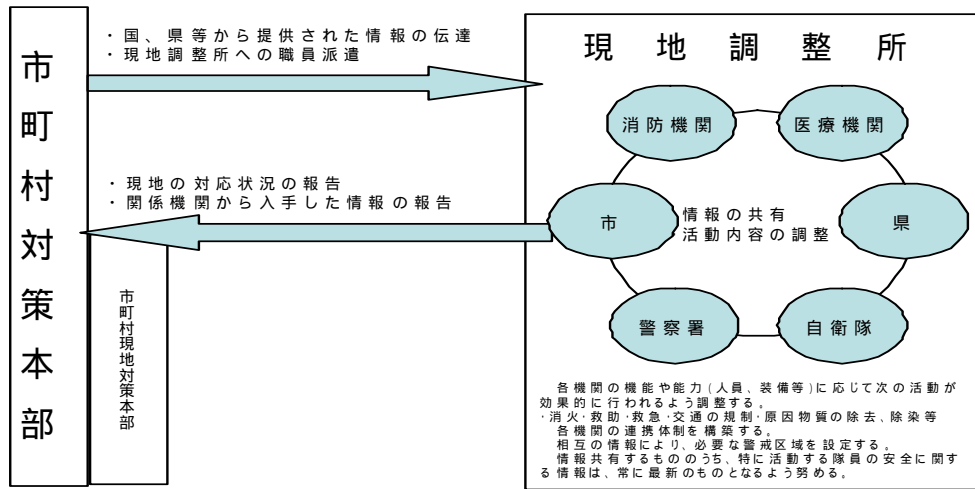 市町村対策本部
・国、県等から提供された情報の伝達
・現地調整所への職員派遣
・現地の対応状況の報告
・関係機関から入手した情報の報告
市町村現地対策本部
現地調整所
消防機関
医療機関
市
情報の共有
活動内容の調整
県
警察署
自衛隊
各機関の機能や能力(人員、装備等)に応じて次の活動が
効果的に行われるよう調整する。
・消火・救助・救急・交通の規制・原因物質の除去、除染等
各機関の連携体制を構築する。
相互の情報により、必要な警戒区域を設定する。
情報共有するもののうち、特に活動する隊員の安全に関す
る情報は、常に最新のものとなるよう努める。